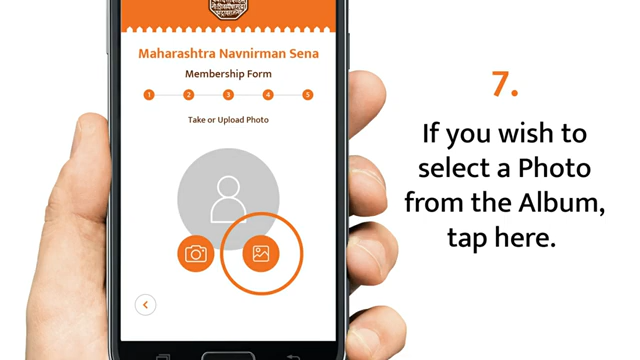 Maharashtra Navnirman Sena
Membership Form
1 2 3 4 5
Take or Upload Photo
7.
If you wish to
select a Photo
from the Album,
tap here.